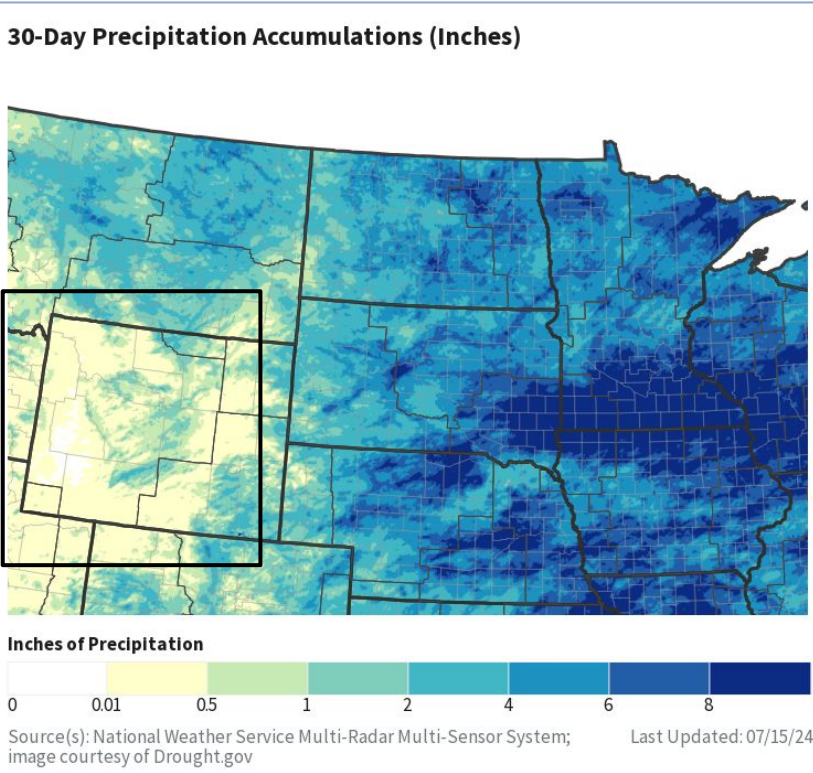 30-Day Precipitation Accumulations (Inches)
Inches of Precipitation
0 0.01 0.5 1 2 4 6 8
Source(s): National Weather Service Multi-Radar Multi-Sensor System; Last Updated: 07/15/24
image courtesy of Drought.gov